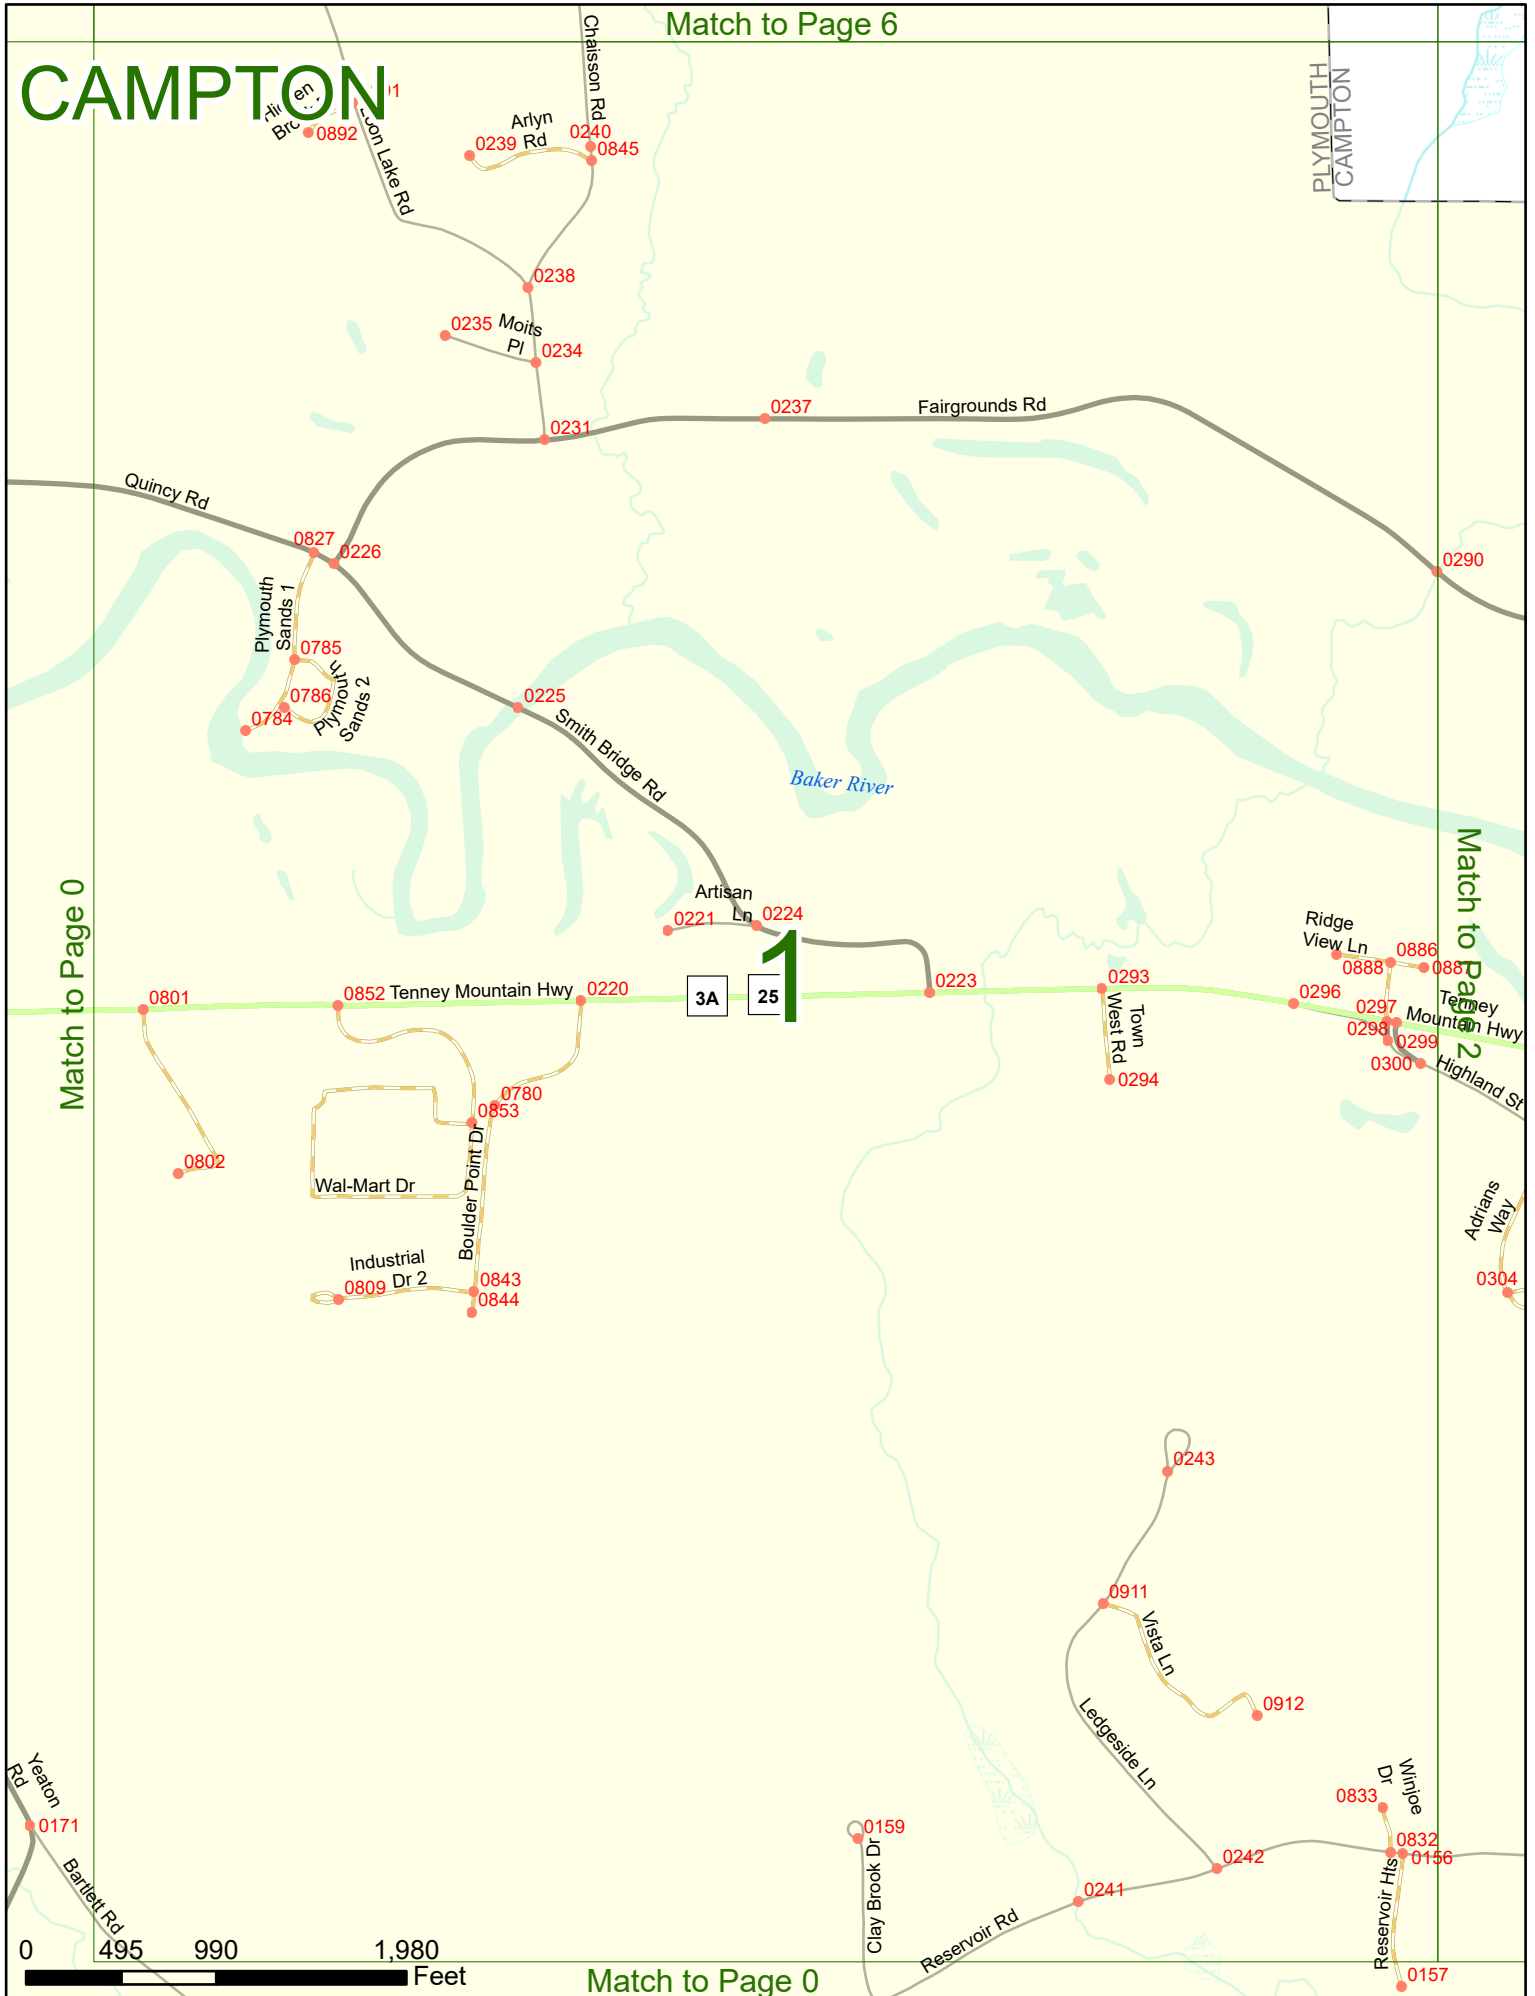 Match to Page 6
CAMPTON
Chaisson Rd
PLYMOUTH
CAMPTON
0892
Loon Lake Rd
Arlyn
Rd
0239
0240
0845
0238
0235
Moits
Pl
0234
0231
0237
Fairgrounds Rd
Quincy Rd
0827
0226
0290
Plymouth
Sands 1
0785
0786
0784
Plymouth
Sands 2
0225
Smith Bridge Rd
Baker River
Match to Page 0
Match to Page 2
Artisan
Ln
0221
0224
1
Ridge
View Ln
0886
0888
0887
0801
0852
Tenney Mountain Hwy
0220
3A
25
0223
0293
0296
0297
Tenney
Mountain Hwy
0298
0299
0300
Highland St
Town
West Rd
0294
0780
0853
0802
Wal-Mart Dr
Boulder Point Dr
Adrians
Way
Industrial
Dr 2
0809
0843
0844
0304
0243
0911
Vista Ln
0912
Ledgeside Ln
Yeaton
Rd
0171
Bartlett Rd
0159
Clay Brook Dr
Winjoe
Dr
0833
0832
0156
0242
0241
Reservoir Rd
Reservoir Hts
0157
0 495 990 1,980
Feet
Match to Page 0